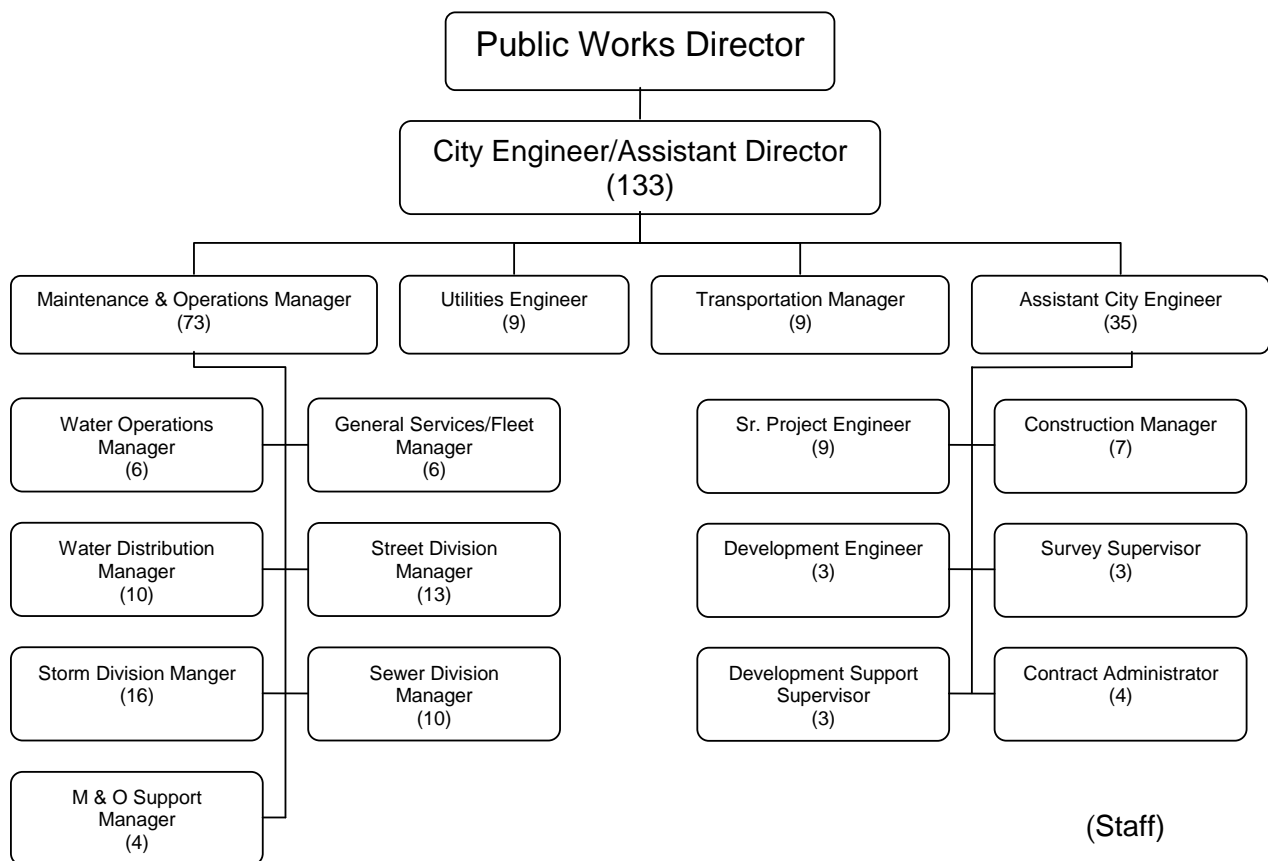 Public Works Director
City Engineer/Assistant Director
(133)
Maintenance & Operations Manager
(73)
Utilities Engineer
(9)
Transportation Manager
(9)
Assistant City Engineer
(35)
Water Operations
Manager
(6)
General Services/Fleet
Manager
(6)
Sr. Project Engineer
(9)
Construction Manager
(7)
Water Distribution
Manager
(10)
Street Division
Manager
(13)
Development Engineer
(3)
Survey Supervisor
(3)
Storm Division Manger
(16)
Sewer Division
Manager
(10)
Development Support
Supervisor
(3)
Contract Administrator
(4)
M & O Support
Manager
(4)
(Staff)